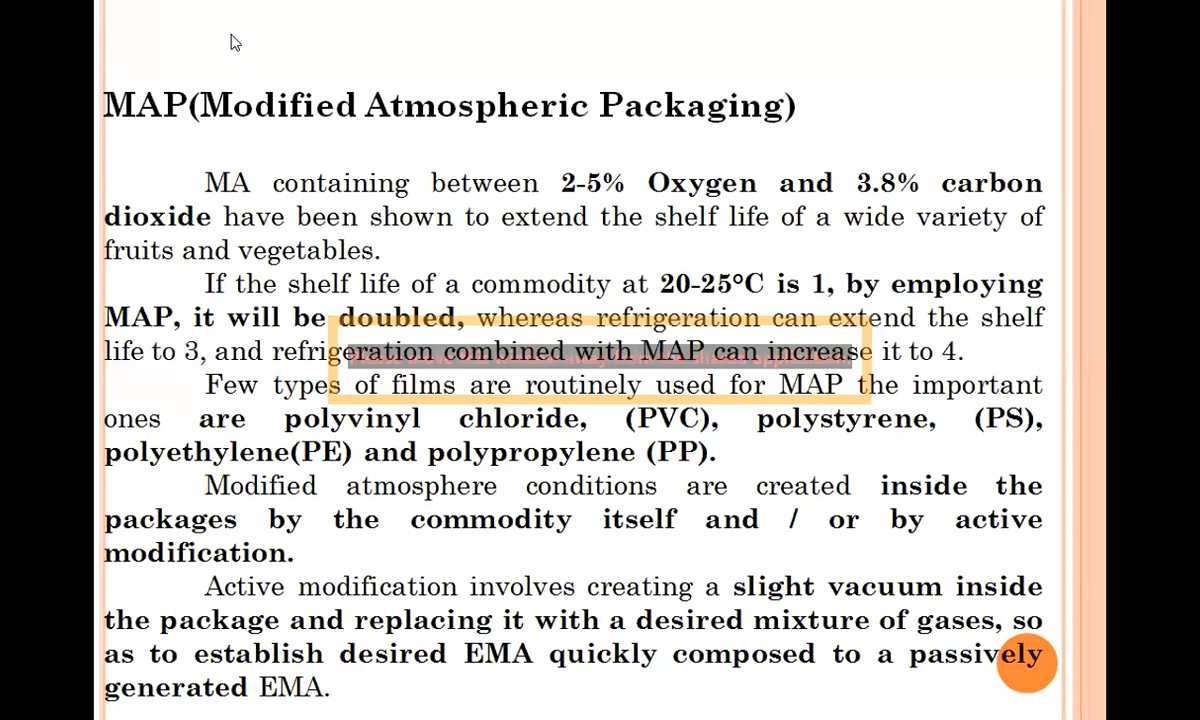 MAP(Modified Atmospheric Packaging)
MA containing between 2-5% Oxygen and 3.8% carbon
dioxide have been shown to extend the shelf life of a wide variety of
fruits and vegetables.
If the shelf life of a commodity at 20-25°C is 1, by employing
MAP, it will be doubled, whereas refrigeration can extend the shelf
life to 3, and refrigeration combined with MAP can increase it to 4.
Few types of films are routinely used for MAP the important
ones are polyvinyl chloride, (PVC), polystyrene, (PS),
polyethylene(PE) and polypropylene (PP).
Modified atmosphere conditions are created inside the
packages by the commodity itself and / or by active
modification.
Active modification involves creating a slight vacuum inside
the package and replacing it with a desired mixture of gases, so
as to establish desired EMA quickly composed to a passively
generated EMA.